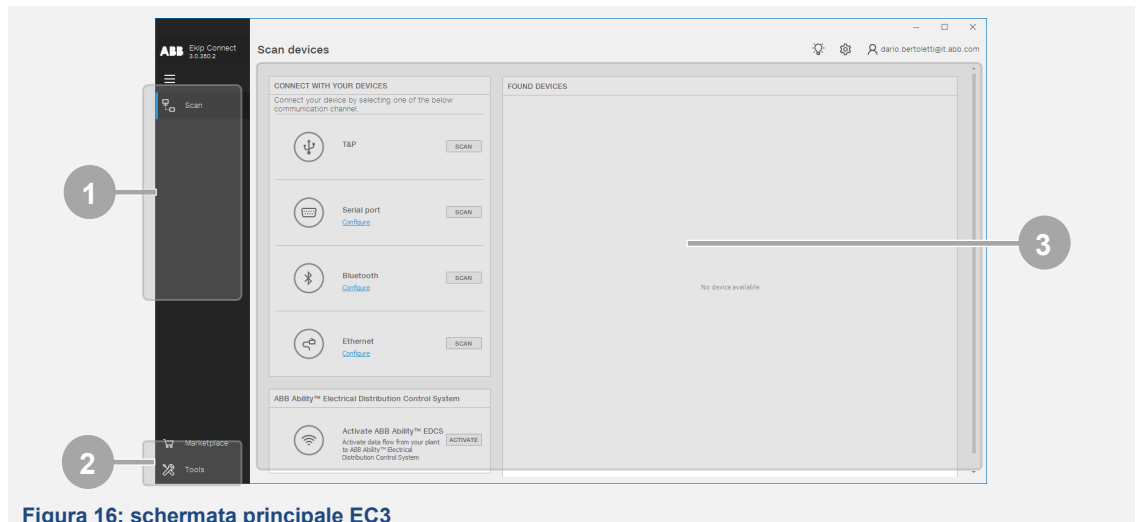 ABB Ekip Connect
3.0.350.2
Scan devices
dario.bertoletti@it.abb.com
Scan
CONNECT WITH YOUR DEVICES
Connect your device by selecting one of the below
communication channel.
T&P
SCAN
Serial port
Configure
SCAN
Bluetooth
Configure
SCAN
Ethernet
Configure
SCAN
ABB Ability™ Electrical Distribution Control System
Activate ABB Ability™ EDCS
Activate data flow from your plant
to ABB Ability™ Electrical
Distribution Control System
ACTIVATE
FOUND DEVICES
No device available
Marketplace
Tools
1
2
3
Figura 16: schermata principale EC3